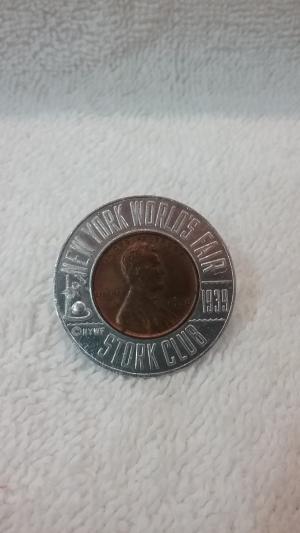 NEW YORK WORLD'S FAIR
1939
STORK CLUB
©NYWF